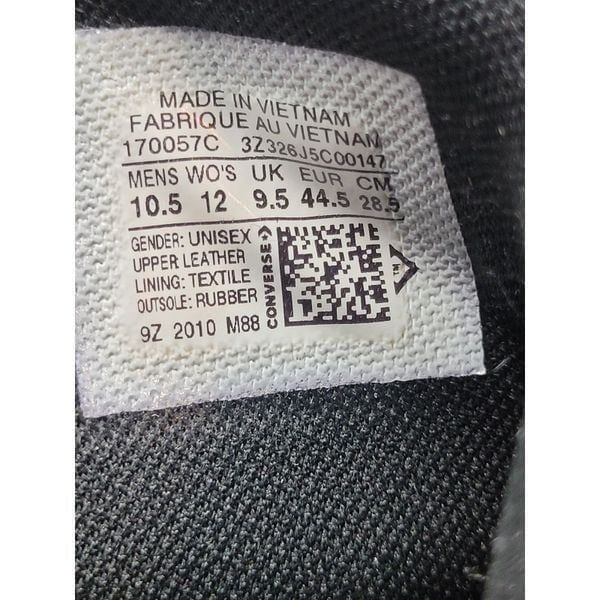 MADE IN VIETNAM
FABRIQUE AU VIETNAM
170057C 3Z326J5C00147
MENS WO'S UK EUR CM
10.5 12 9.5 44.5 28.5
GENDER: UNISEX
UPPER LEATHER
LINING: TEXTILE
OUTSOLE: RUBBER
9Z 2010 M88
CONVERSE